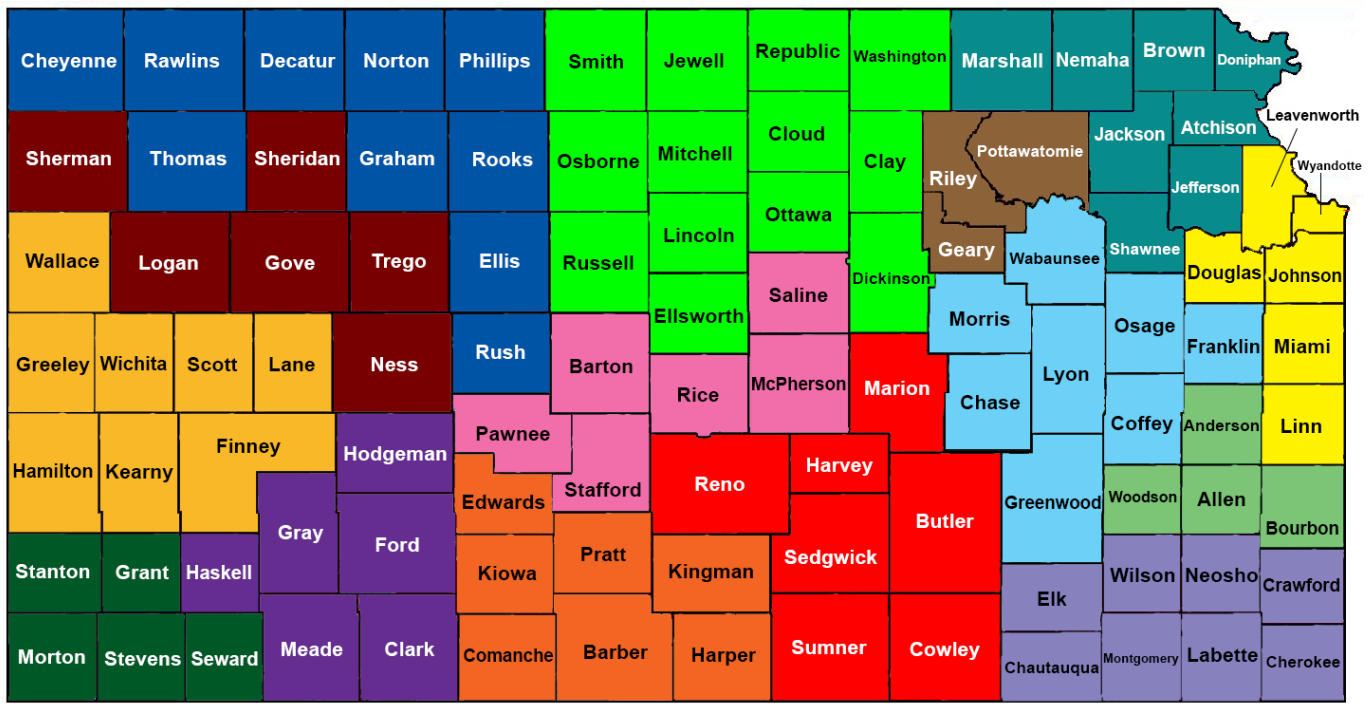 Cheyenne
Rawlins
Decatur
Norton
Phillips
Smith
Jewell
Republic
Washington
Marshall
Nemaha
Brown
Doniphan
Sherman
Thomas
Sheridan
Graham
Rooks
Osborne
Mitchell
Cloud
Clay
Riley
Pottawatomie
Jackson
Atchison
Leavenworth
Wyandotte
Jefferson
Wallace
Logan
Gove
Trego
Ellis
Russell
Lincoln
Ottawa
Dickinson
Geary
Wabaunsee
Shawnee
Douglas
Johnson
Greeley
Wichita
Scott
Lane
Ness
Rush
Barton
Ellsworth
Saline
Morris
Osage
Franklin
Miami
Rice
McPherson
Marion
Chase
Lyon
Coffey
Anderson
Linn
Hamilton
Kearny
Finney
Hodgeman
Pawnee
Stafford
Reno
Harvey
Butler
Greenwood
Woodson
Allen
Bourbon
Gray
Ford
Edwards
Stanton
Grant
Haskell
Kiowa
Pratt
Kingman
Sedgwick
Elk
Wilson
Neosho
Crawford
Morton
Stevens
Seward
Meade
Clark
Comanche
Barber
Harper
Sumner
Cowley
Chautauqua
Montgomery
Labette
Cherokee